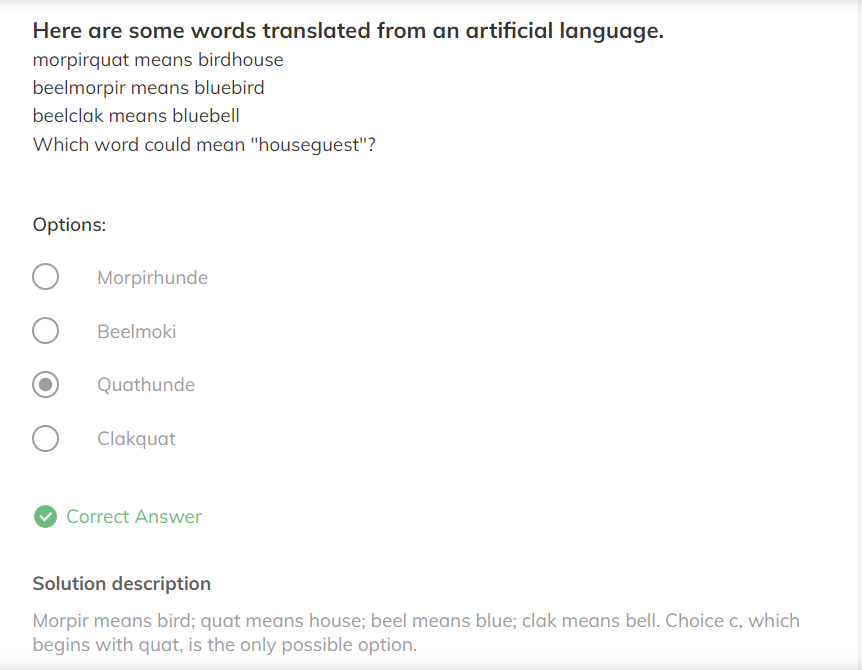 Here are some words translated from an artificial language.
morpirquat means birdhouse
beelmorpir means bluebird
beelclak means bluebell
Which word could mean "houseguest"?
Options:
Morpirhunde
Beelmoki
Quathunde
Clakquat
Correct Answer
Solution description
Morpir means bird; quat means house; beel means blue; clak means bell. Choice c, which
begins with quat, is the only possible option.